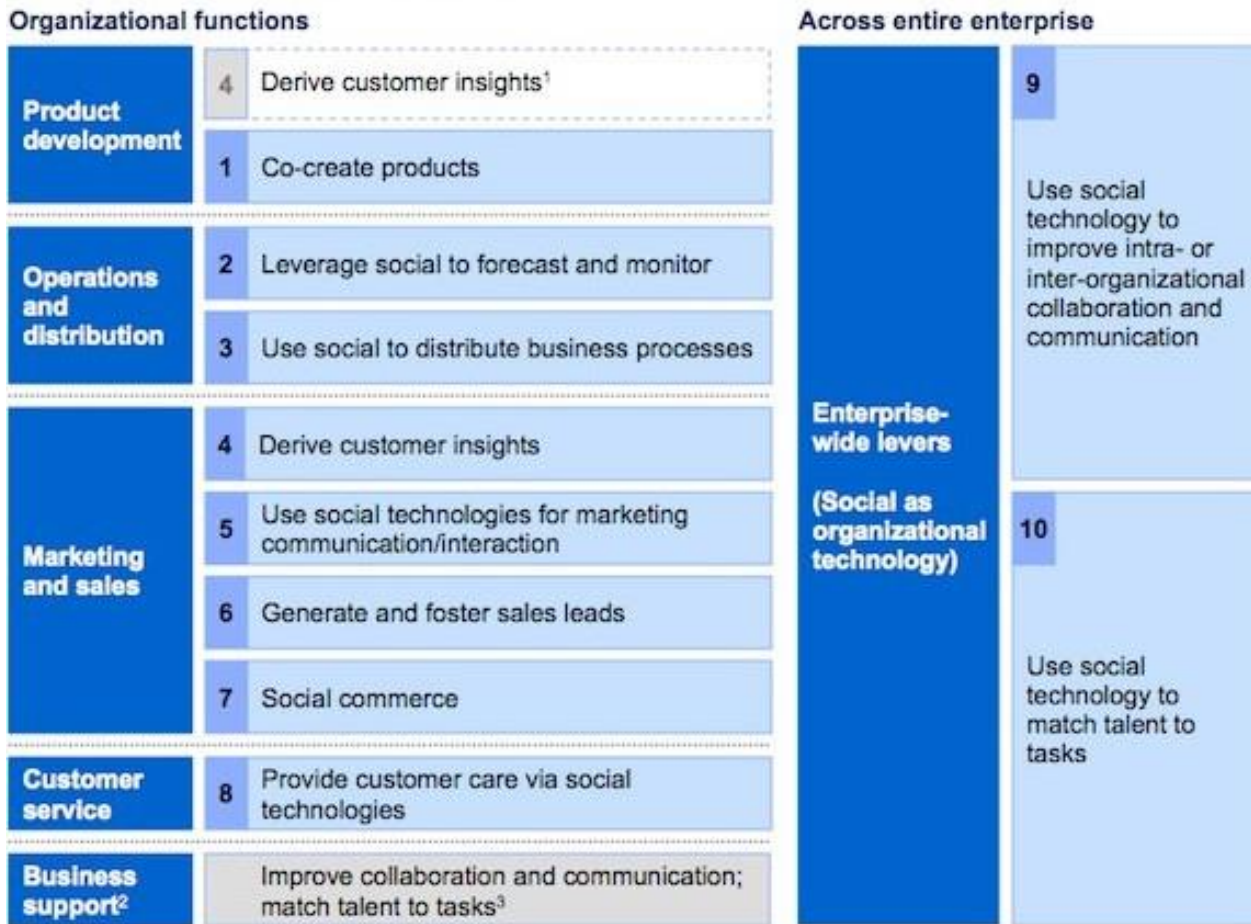 Organizational functions
Product
development
4
Derive customer insights¹
1
Co-create products
Operations
and
distribution
2
Leverage social to forecast and monitor
3
Use social to distribute business processes
Marketing
and sales
4
Derive customer insights
5
Use social technologies for marketing
communication/interaction
6
Generate and foster sales leads
7
Social commerce
Customer
service
8
Provide customer care via social
technologies
Business
support²
Improve collaboration and communication;
match talent to tasks³
Across entire enterprise
Enterprise-
wide levers
(Social as
organizational
technology)
9
Use social
technology to
improve intra- or
inter-organizational
collaboration and
communication
10
Use social
technology to
match talent to
tasks